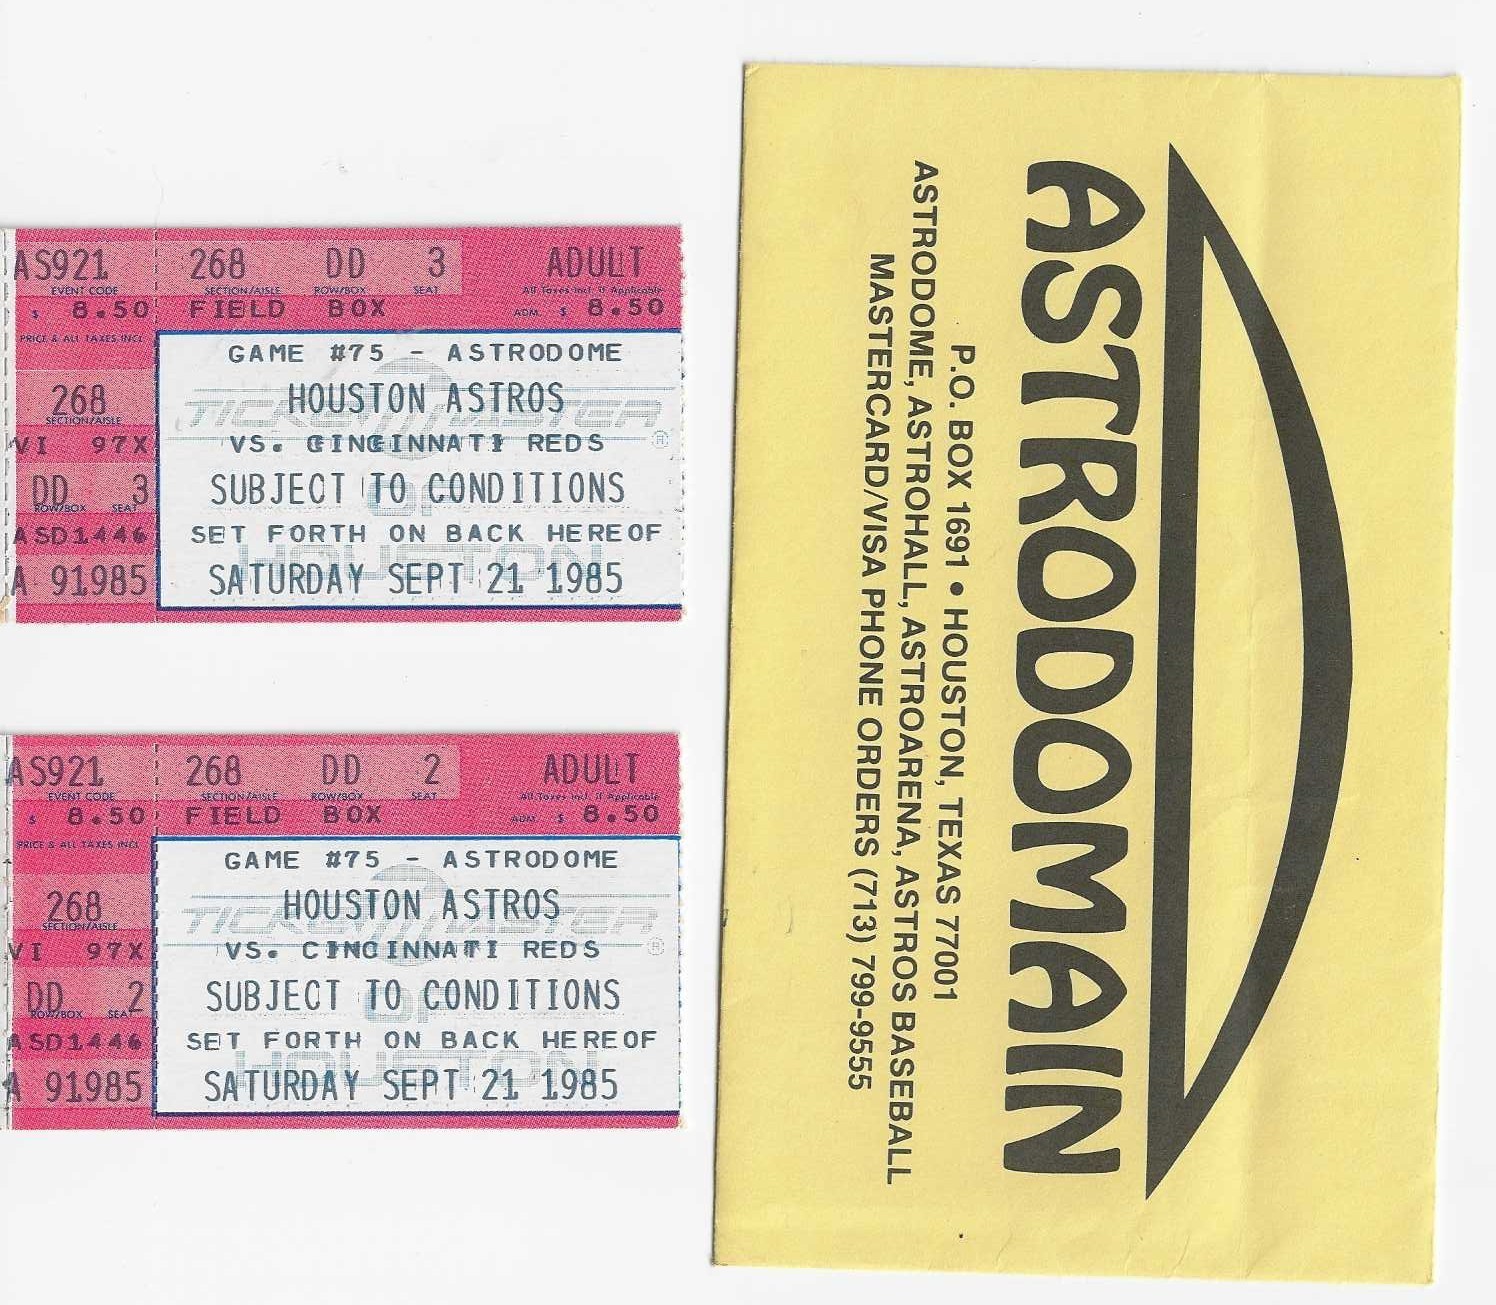 AS921
EVENT CODE
$ 8.50
PRICE & ALL TAXES INCL
268
SECTION/AISLE
VI 97X
DD 3
ROW/BOX SEAT
ASD1446
A 91985
268 DD 3 ADULT
SECTION/AISLE ROW/BOX SEAT All Taxes Incl. If Applicable
FIELD BOX ADM. $ 8.50
GAME #75 - ASTRODOME
HOUSTON ASTROS
VS. CINCINNATI REDS
SUBJECT TO CONDITIONS
SET FORTH ON BACK HEREOF
SATURDAY SEPT 21 1985
TICKETMASTER ®
OF
HOUSTON
AS921
EVENT CODE
$ 8.50
PRICE & ALL TAXES INCL
268
SECTION/AISLE
VI 97X
DD 2
ROW/BOX SEAT
ASD1446
A 91985
268 DD 2 ADULT
SECTION/AISLE ROW/BOX SEAT All Taxes Incl. If Applicable
FIELD BOX ADM. $ 8.50
GAME #75 - ASTRODOME
HOUSTON ASTROS
VS. CINCINNATI REDS
SUBJECT TO CONDITIONS
SET FORTH ON BACK HEREOF
SATURDAY SEPT 21 1985
TICKETMASTER ®
OF
HOUSTON
ASTRODOMAIN
P.O. BOX 1691 • HOUSTON, TEXAS 77001
ASTRODOME, ASTROHALL, ASTROARENA, ASTROS BASEBALL
MASTERCARD/VISA PHONE ORDERS (713) 799-9555